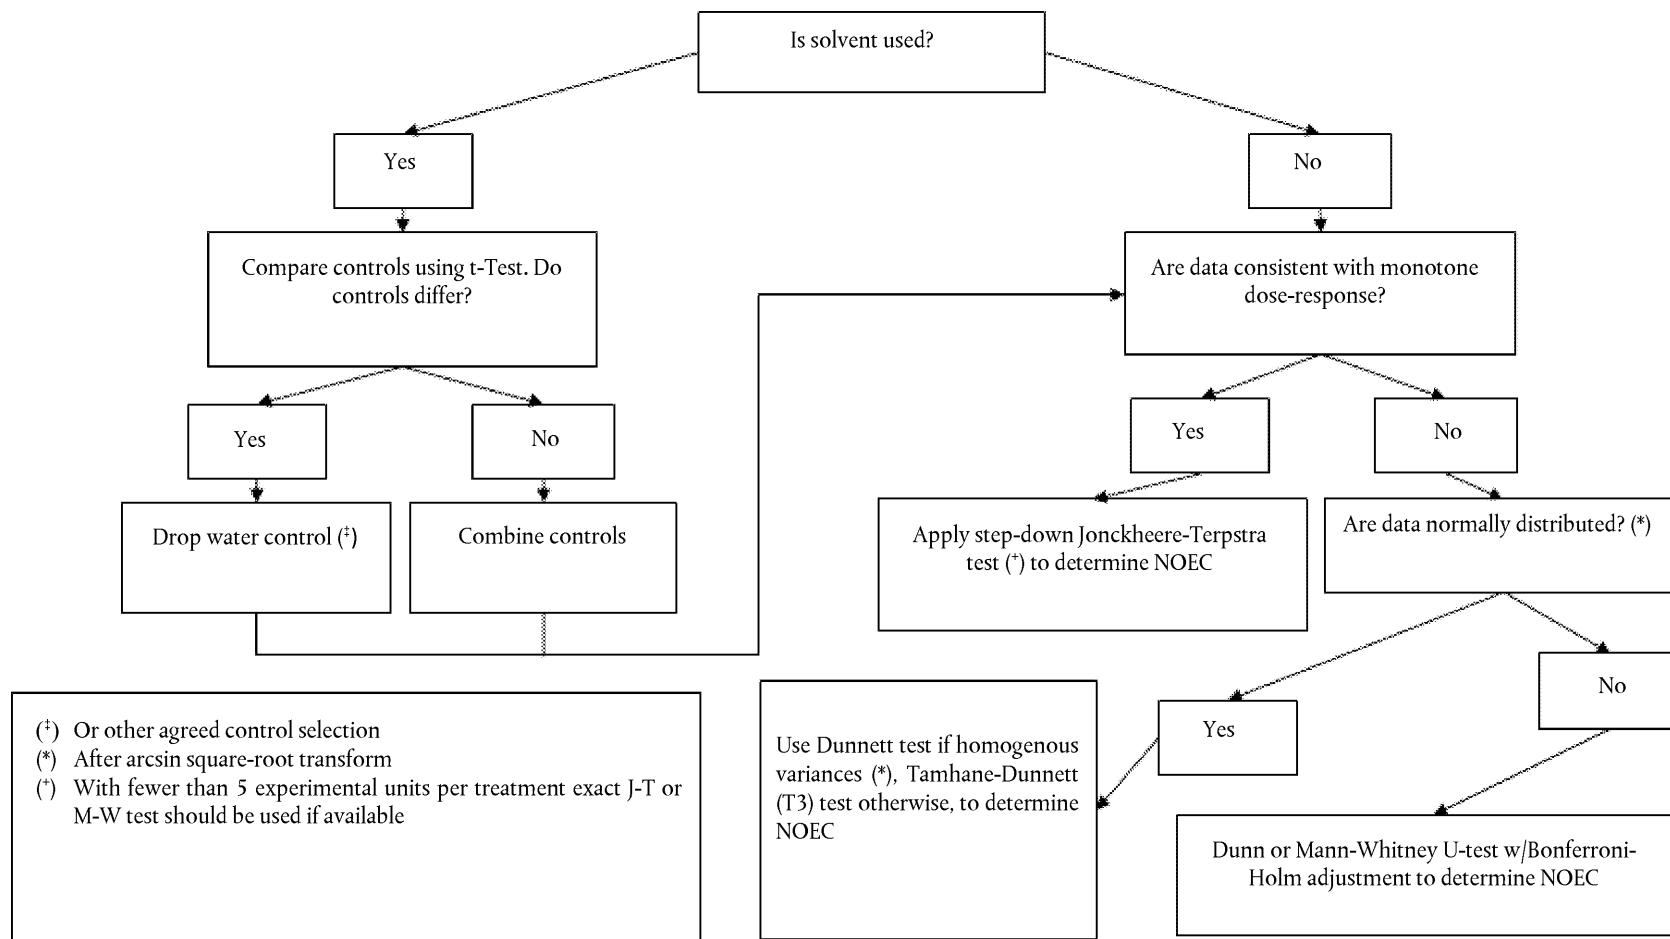 Is solvent used?
Yes
No
Compare controls using t-Test. Do
controls differ?
Are data consistent with monotone
dose-response?
Yes
No
Yes
No
Drop water control (‡)
Combine controls
Apply step-down Jonckheere-Terpstra
test (+) to determine NOEC
Are data normally distributed? (*)
No
Yes
(‡) Or other agreed control selection
(*) After arcsin square-root transform
(+) With fewer than 5 experimental units per treatment exact J-T or
M-W test should be used if available
Use Dunnett test if homogenous
variances (*), Tamhane-Dunnett
(T3) test otherwise, to determine
NOEC
Dunn or Mann-Whitney U-test w/Bonferroni-
Holm adjustment to determine NOEC